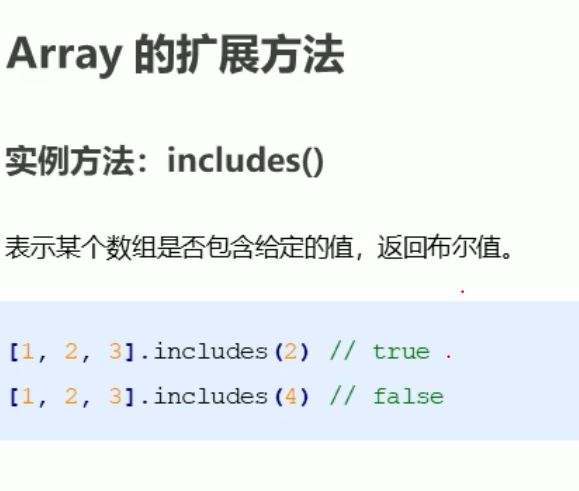 Array 的扩展方法
实例方法：includes()
表示某个数组是否包含给定的值，返回布尔值。
[1, 2, 3].includes(2) // true
[1, 2, 3].includes(4) // false